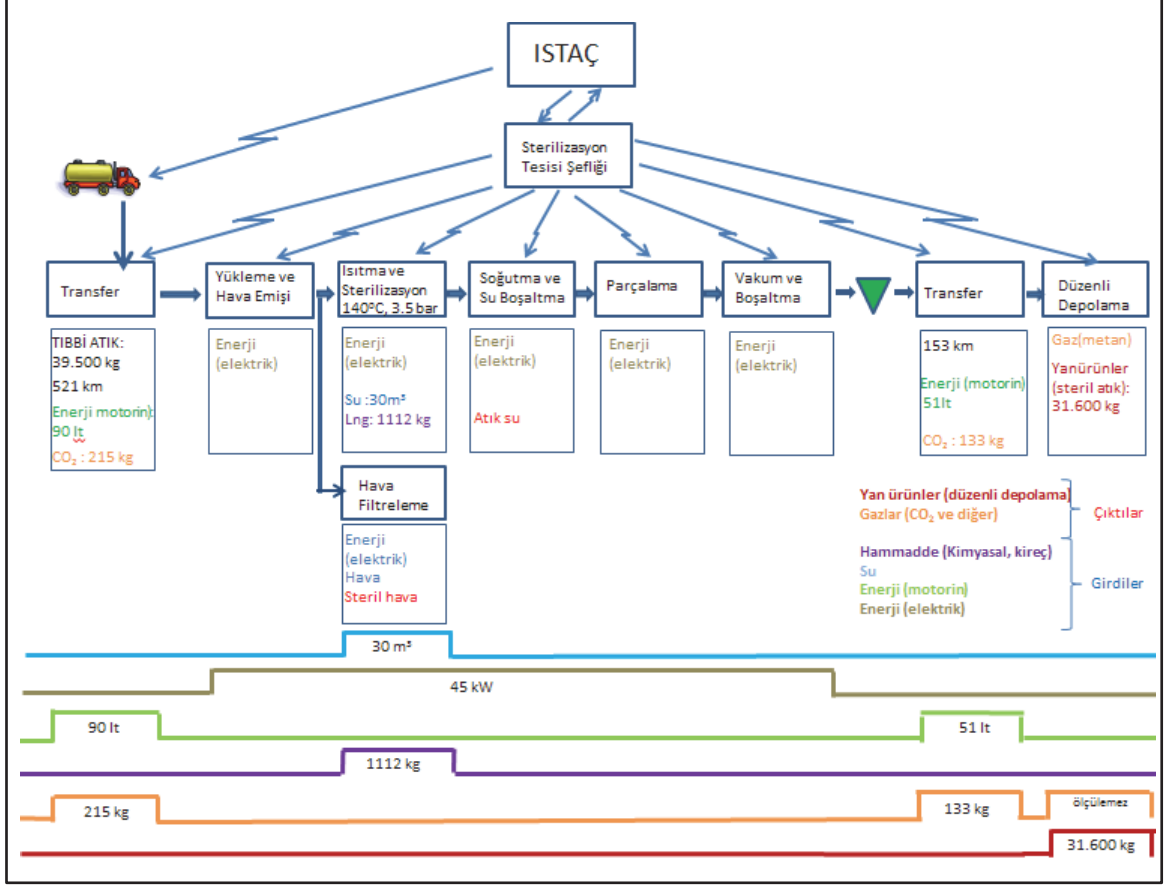 ISTAÇ
Sterilizasyon
Tesisi Şefliği
Transfer
Yükleme ve
Hava Emişi
Isıtma ve
Sterilizasyon
140ºC, 3.5 bar
Soğutma ve
Su Boşaltma
Parçalama
Vakum ve
Boşaltma
Transfer
Düzenli
Depolama
TIBBİ ATIK:
39.500 kg
521 km
Enerji motorin):
90 lt
CO₂ : 215 kg
Enerji
(elektrik)
Enerji
(elektrik)
Su :30m³
Lng: 1112 kg
Enerji
(elektrik)
Atık su
Enerji
(elektrik)
Enerji
(elektrik)
153 km
Enerji (motorin)
51lt
CO₂ : 133 kg
Gaz(metan)
Yanürünler
(steril atık):
31.600 kg
Hava
Filtreleme
Enerji
(elektrik)
Hava
Steril hava
Yan ürünler (düzenli depolama)
Gazlar (CO₂ ve diğer)
Çıktılar
Hammadde (Kimyasal, kireç)
Su
Enerji (motorin)
Enerji (elektrik)
Girdiler
30 m³
45 kW
90 lt
51 lt
1112 kg
215 kg
133 kg
ölçülemez
31.600 kg